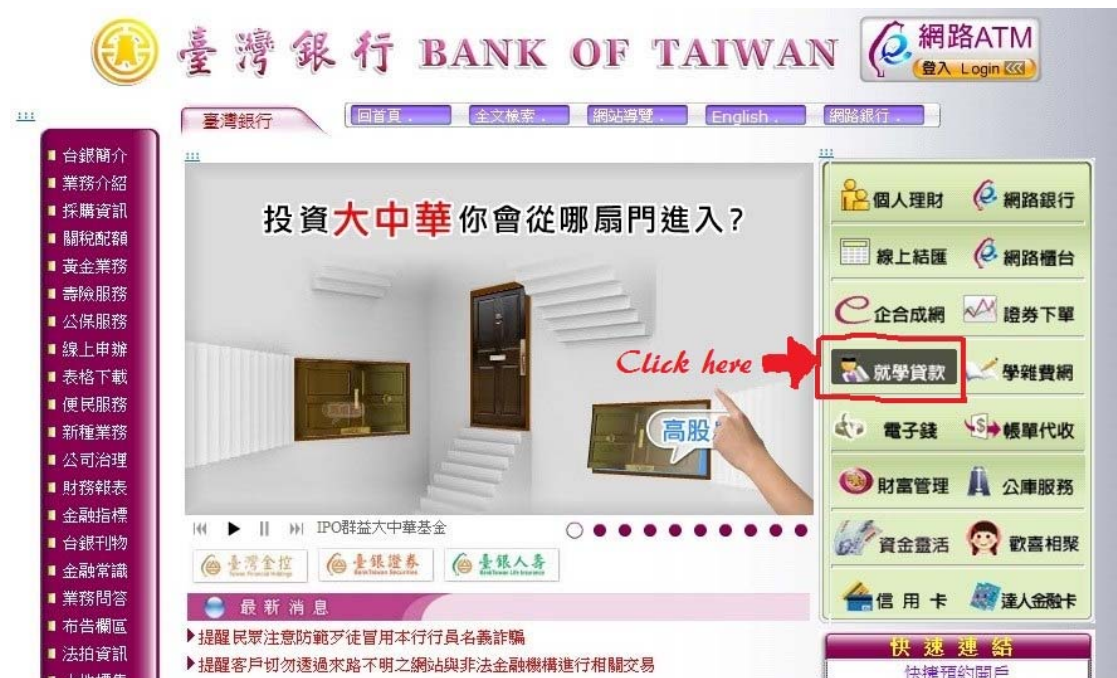 臺灣銀行 BANK OF TAIWAN
網路ATM
登入 Login
臺灣銀行
回首頁.
全文檢索.
網站導覽.
English.
網路銀行.
台銀簡介
業務介紹
採購資訊
關稅配額
黃金業務
壽險服務
公保服務
線上申辦
表格下載
便民服務
新種業務
公司治理
財務報表
金融指標
台銀刊物
金融常識
業務問答
布告欄區
法拍資訊
投資大中華你會從哪扇門進入?
高股
Click here
IPO群益大中華基金
臺灣金控
Taiwan Financial Holdings
臺銀證券
BankTaiwan Securities
臺銀人壽
BankTaiwan Life Insurance
最新消息
提醒民眾注意防範歹徒冒用本行行員名義詐騙
提醒客戶切勿透過來路不明之網站與非法金融機構進行相關交易
個人理財
網路銀行
線上結匯
網路櫃台
企合成網
證券下單
就學貸款
學雜費網
電子錢
帳單代收
財富管理
公庫服務
資金靈活
歡喜相聚
信用卡
達人金融卡
快速連結
快捷預約開戶